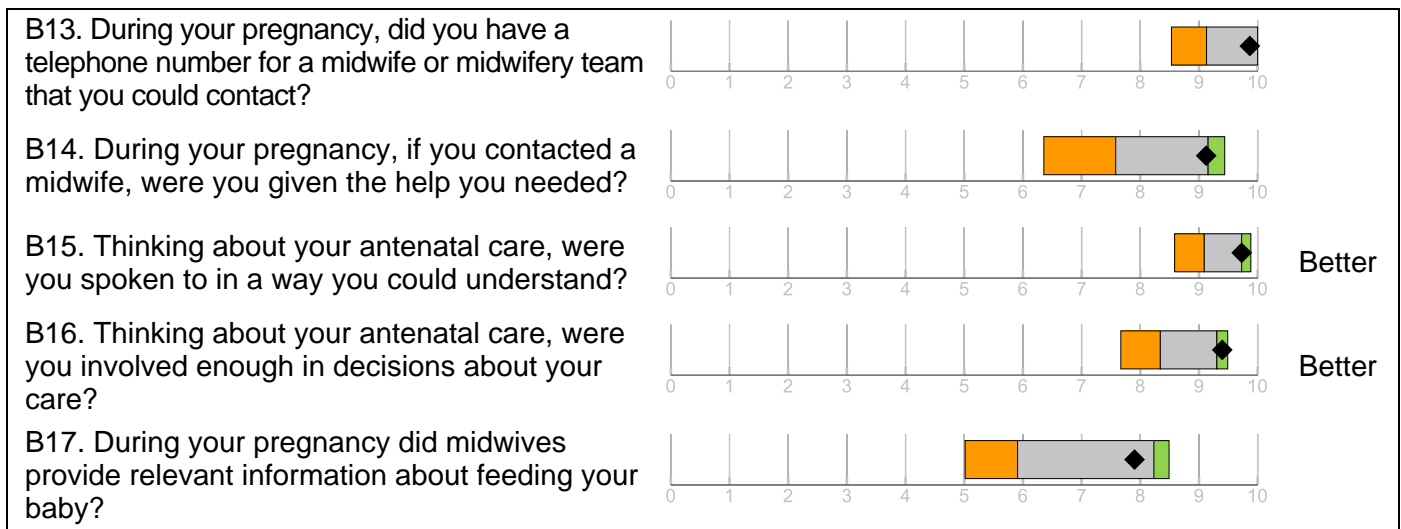 B13. During your pregnancy, did you have a
telephone number for a midwife or midwifery team
that you could contact?
0 1 2 3 4 5 6 7 8 9 10
B14. During your pregnancy, if you contacted a
midwife, were you given the help you needed?
0 1 2 3 4 5 6 7 8 9 10
B15. Thinking about your antenatal care, were
you spoken to in a way you could understand?
Better
0 1 2 3 4 5 6 7 8 9 10
B16. Thinking about your antenatal care, were
you involved enough in decisions about your
care?
Better
0 1 2 3 4 5 6 7 8 9 10
B17. During your pregnancy did midwives
provide relevant information about feeding your
baby?
0 1 2 3 4 5 6 7 8 9 10